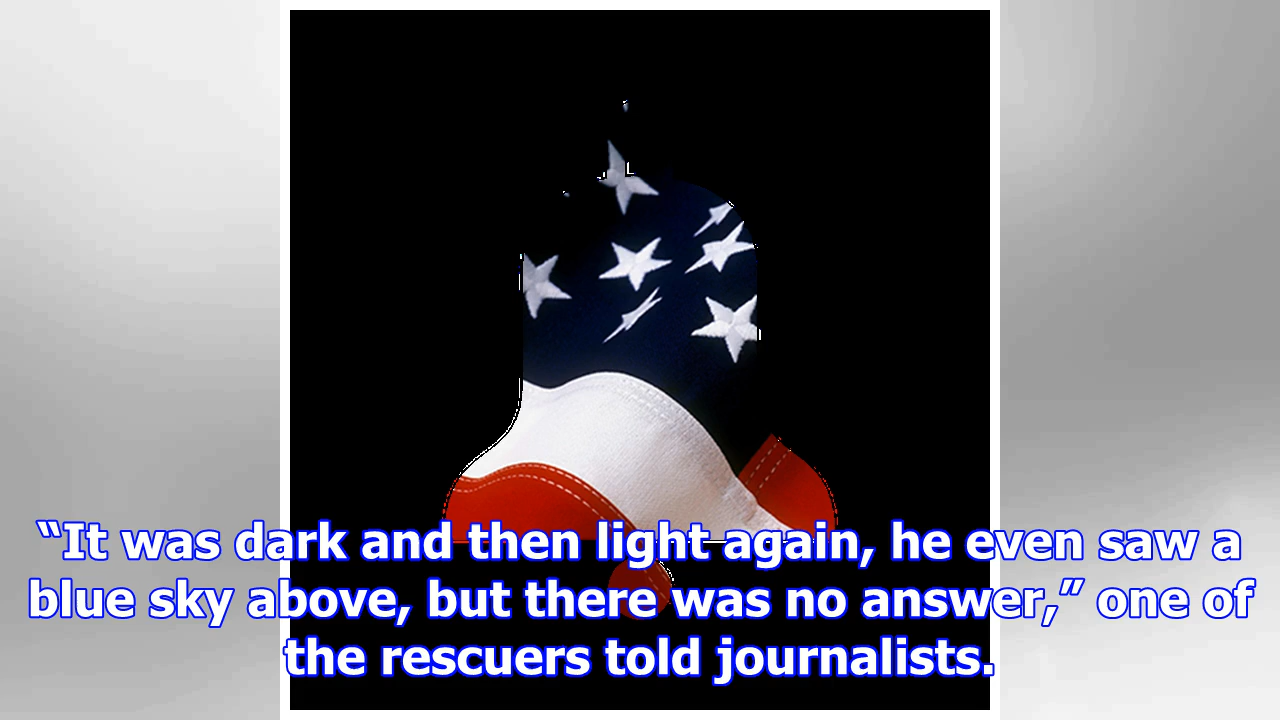 “It was dark and then light again, he even saw a
blue sky above, but there was no answer,” one of
the rescuers told journalists.